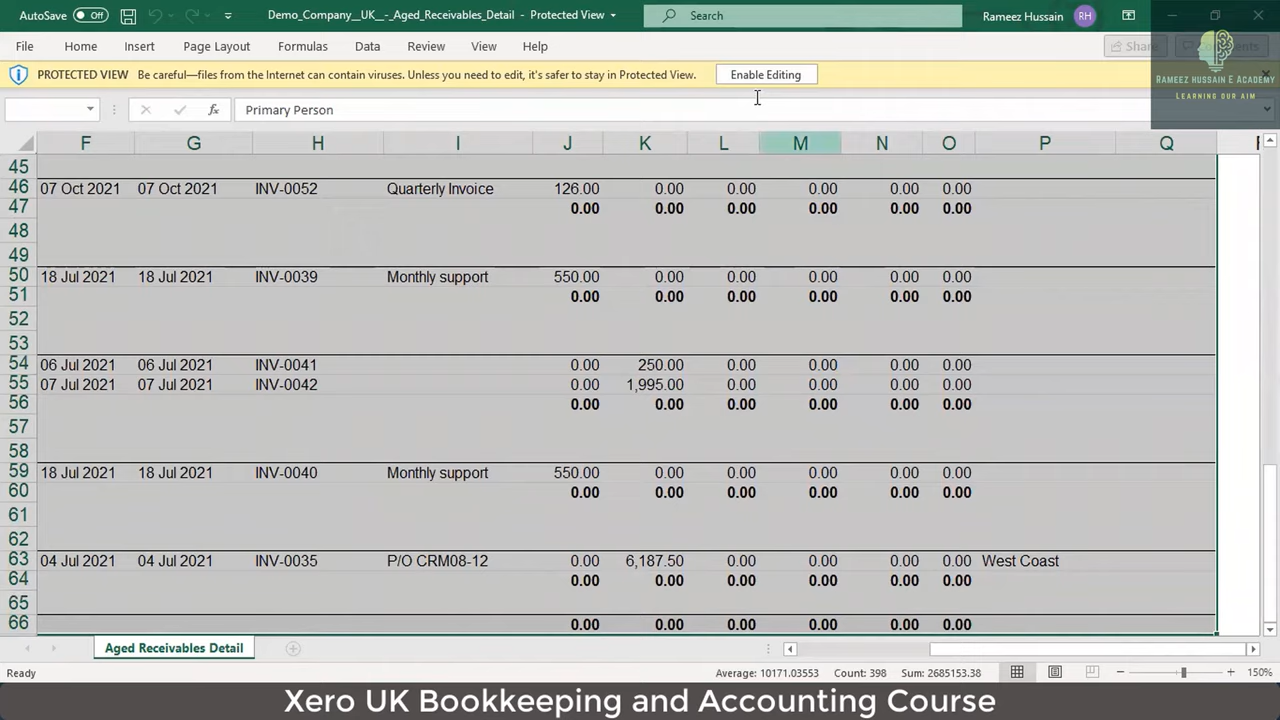 AutoSave Off Demo_Company__UK__-_Aged_Receivables_Detail - Protected View Search Rameez Hussain RH
File Home Insert Page Layout Formulas Data Review View Help Share Comments
RAMEEZ HUSSAIN E ACADEMY
LEARNING OUR AIM
PROTECTED VIEW Be careful—files from the Internet can contain viruses. Unless you need to edit, it's safer to stay in Protected View. Enable Editing
fx Primary Person
F G H I J K L M N O P Q
45
46 07 Oct 2021 07 Oct 2021 INV-0052 Quarterly Invoice 126.00 0.00 0.00 0.00 0.00 0.00
47 0.00 0.00 0.00 0.00 0.00 0.00
48
49
50 18 Jul 2021 18 Jul 2021 INV-0039 Monthly support 550.00 0.00 0.00 0.00 0.00 0.00
51 0.00 0.00 0.00 0.00 0.00 0.00
52
53
54 06 Jul 2021 06 Jul 2021 INV-0041 0.00 250.00 0.00 0.00 0.00 0.00
55 07 Jul 2021 07 Jul 2021 INV-0042 0.00 1,995.00 0.00 0.00 0.00 0.00
56 0.00 0.00 0.00 0.00 0.00 0.00
57
58
59 18 Jul 2021 18 Jul 2021 INV-0040 Monthly support 550.00 0.00 0.00 0.00 0.00 0.00
60 0.00 0.00 0.00 0.00 0.00 0.00
61
62
63 04 Jul 2021 04 Jul 2021 INV-0035 P/O CRM08-12 0.00 6,187.50 0.00 0.00 0.00 0.00 West Coast
64 0.00 0.00 0.00 0.00 0.00 0.00
65
66 0.00 0.00 0.00 0.00 0.00 0.00
Aged Receivables Detail
Ready Average: 10171.03553 Count: 398 Sum: 2685153.38 150%
Xero UK Bookkeeping and Accounting Course